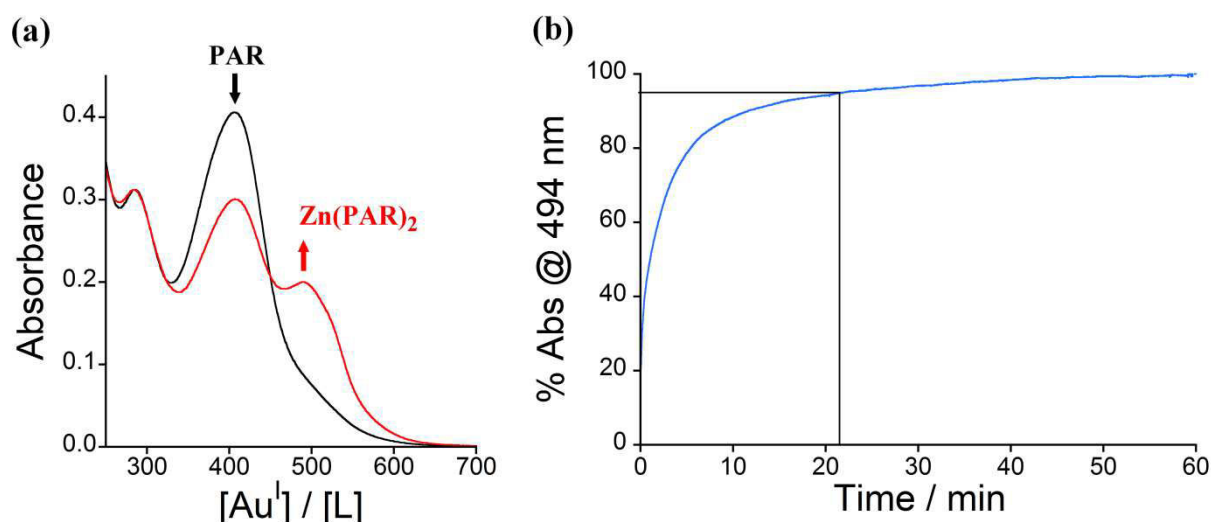 (a)
PAR
Zn(PAR)₂
Absorbance
0.4
0.3
0.2
0.1
0.0
300 400 500 600 700
[Auᴵ] / [L]
(b)
% Abs @ 494 nm
100
80
60
40
20
0
0 10 20 30 40 50 60
Time / min